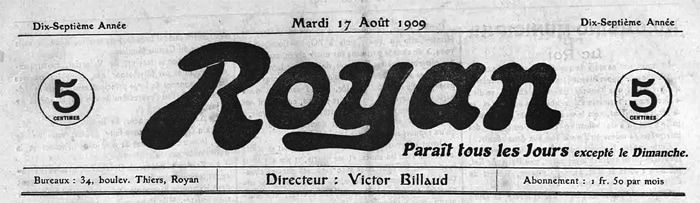 Dix-Septième Année Mardi 17 Août 1909 Dix-Septième Année
5 CENTIMES Royan 5 CENTIMES
Paraît tous les Jours excepté le Dimanche.
Bureaux : 34, boulev. Thiers, Royan Directeur : Victor Billaud Abonnement : 1 fr. 50 par mois